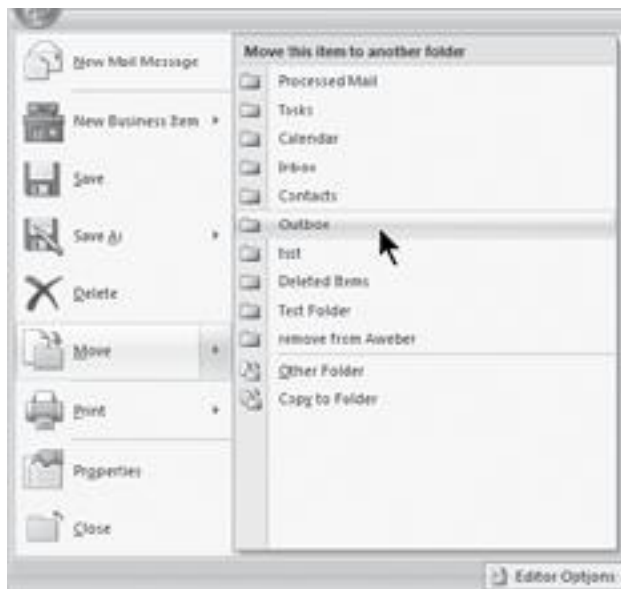 New Mail Message
New Business Item
Save
Save As
Delete
Move
Print
Properties
Close
Move this item to another folder
Processed Mail
Tasks
Calendar
Inbox
Contacts
Outbox
Deleted Items
Test Folder
remove from Aweber
Other Folder
Copy to Folder
Editor Options